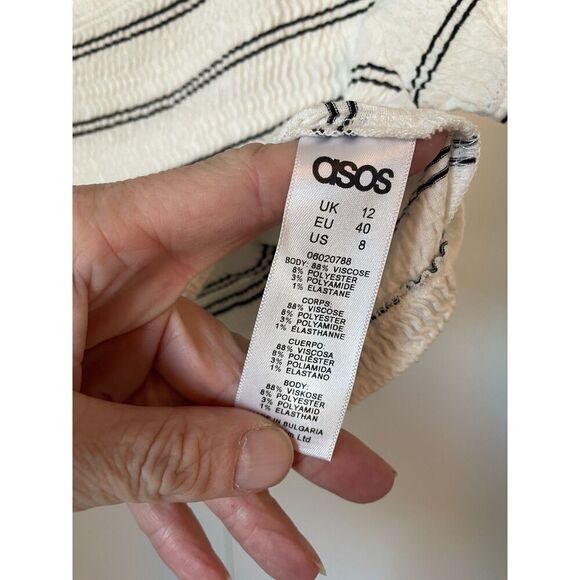 asos
UK 12
EU 40
US 8
06020788
BODY: 88% VISCOSE
8% POLYESTER
3% POLYAMIDE
1% ELASTANE
CORPS:
88% VISCOSE
8% POLYESTER
3% POLYAMIDE
1% ÉLASTHANNE
CUERPO:
88% VISCOSA
8% POLIÉSTER
3% POLIAMIDA
1% ELASTANO
BODY:
88% VISKOSE
8% POLYESTER
3% POLYAMID
1% ELASTHAN
IN BULGARIA
Ltd